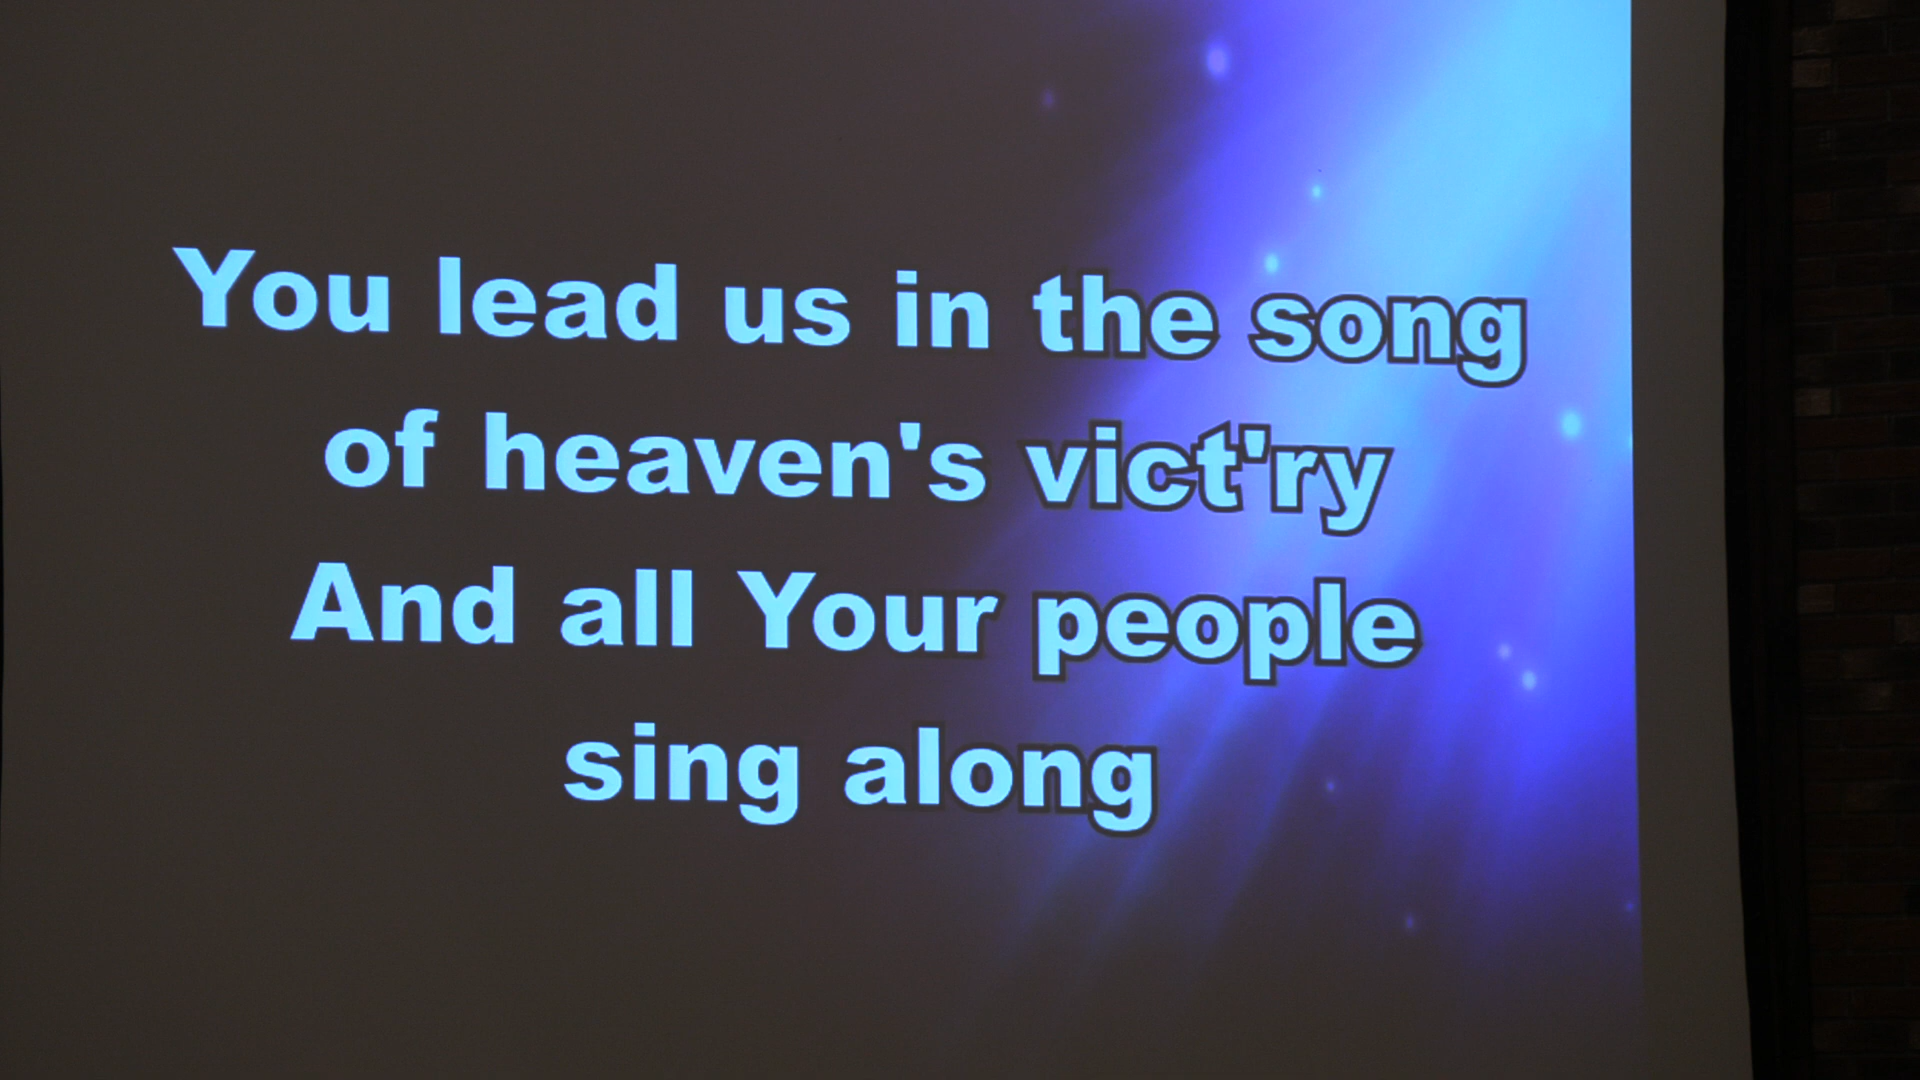 You lead us in the song
of heaven's vict'ry
And all Your people
sing along